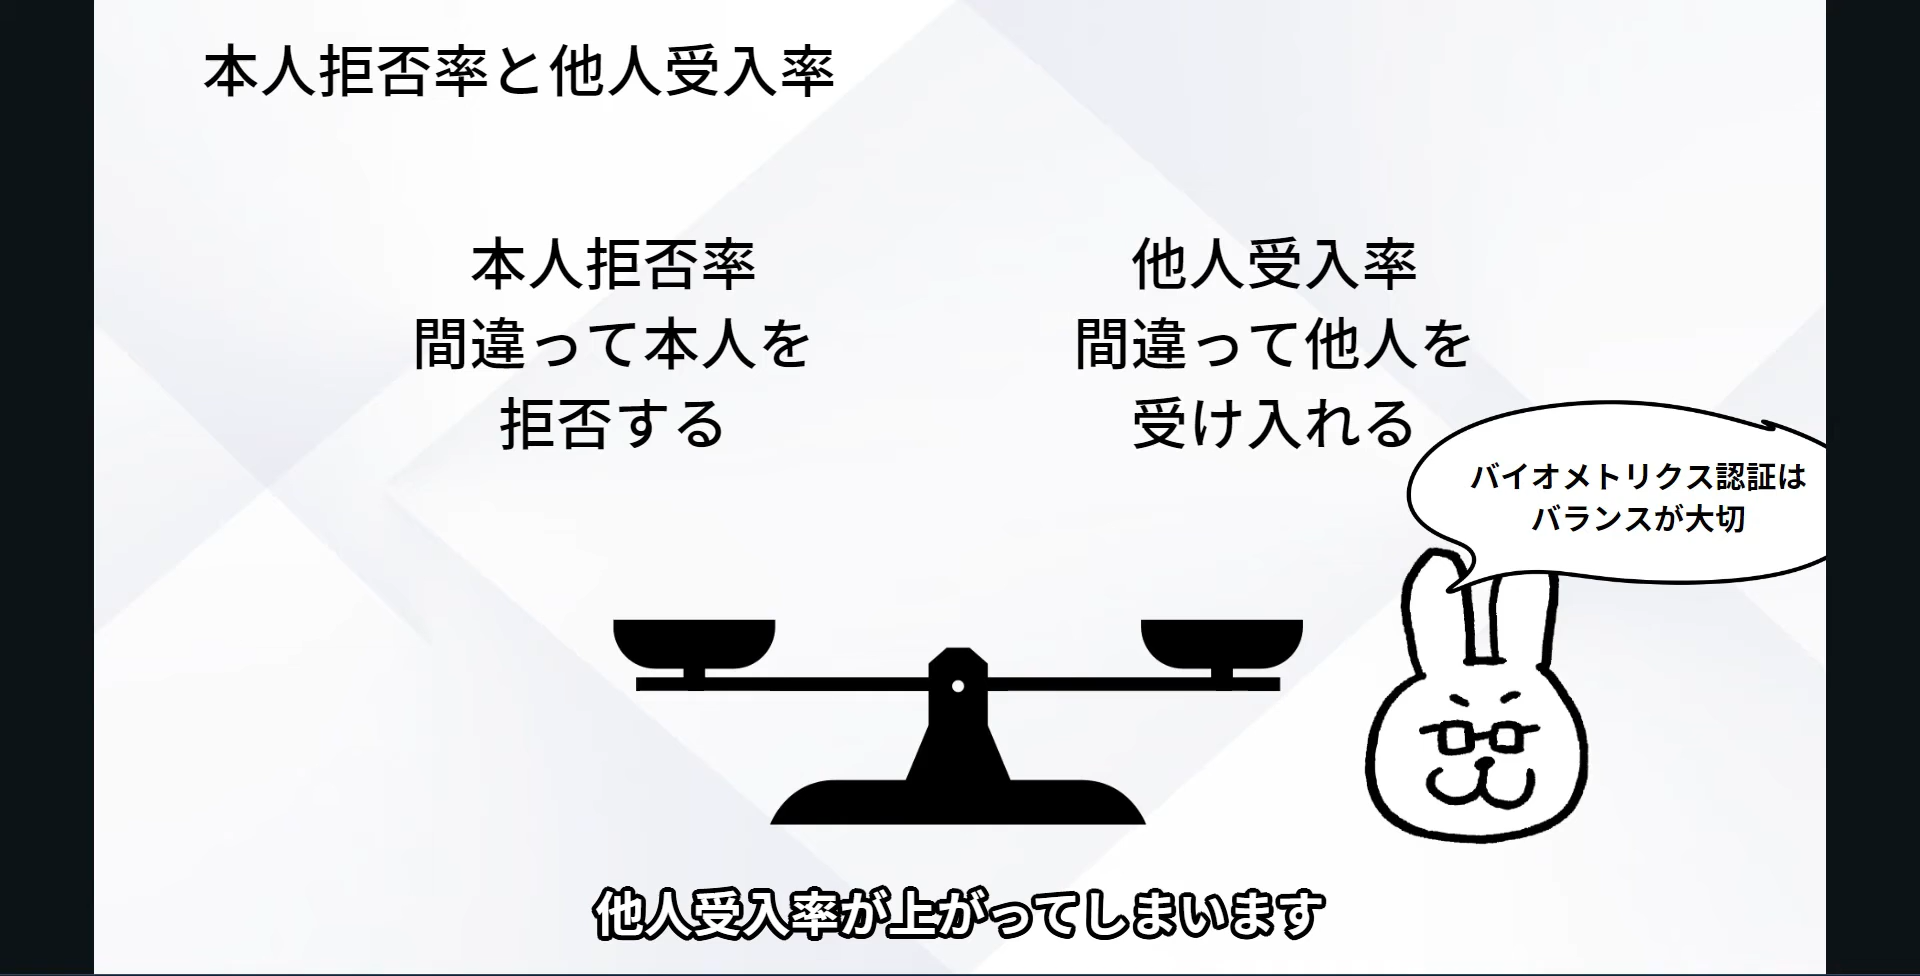 本人拒否率と他人受入率
本人拒否率
間違って本人を
拒否する
他人受入率
間違って他人を
受け入れる
バイオメトリクス認証は
バランスが大切
他人受入率が上がってしまいます